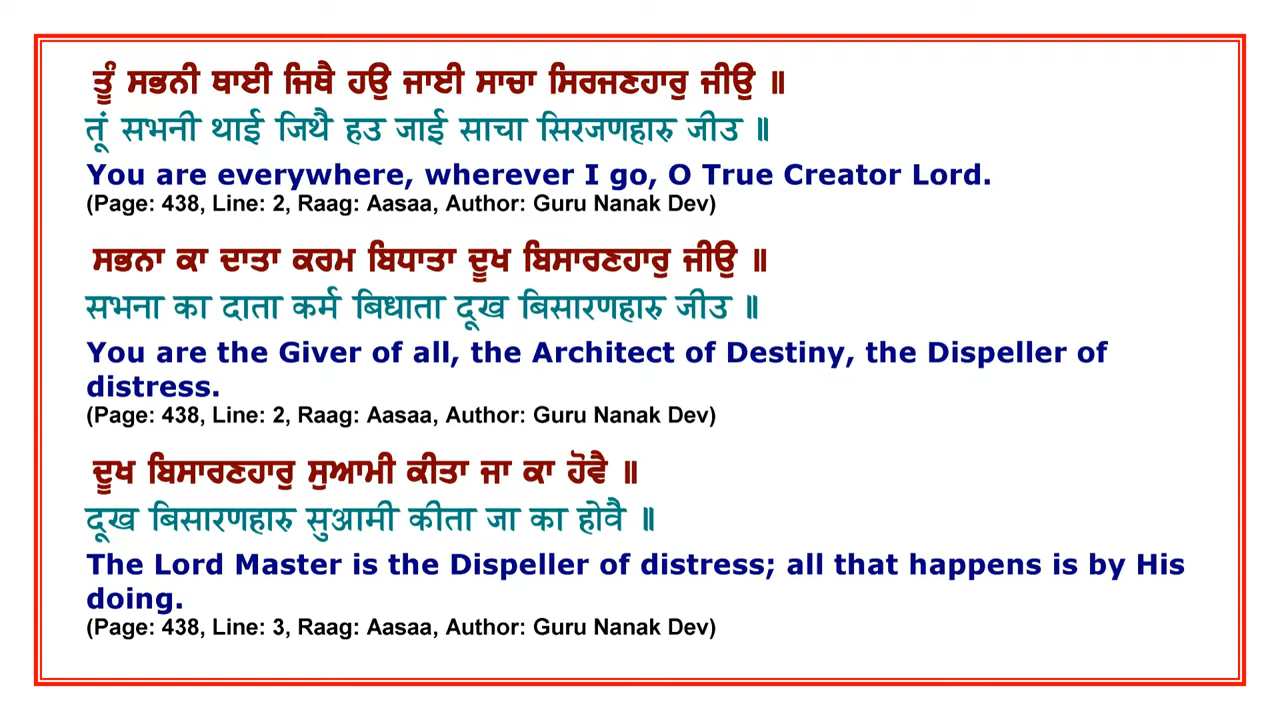 ਤੂੰ ਸਭਨੀ ਥਾਈ ਜਿਥੈ ਹਉ ਜਾਈ ਸਾਚਾ ਸਿਰਜਣਹਾਰੁ ਜੀਉ ॥
तूं सभनी थाई जिथै हउ जाई साचा सिरजणहारु जीउ ॥
You are everywhere, wherever I go, O True Creator Lord.
(Page: 438, Line: 2, Raag: Aasaa, Author: Guru Nanak Dev)
ਸਭਨਾ ਕਾ ਦਾਤਾ ਕਰਮ ਬਿਧਾਤਾ ਦੂਖ ਬਿਸਾਰਣਹਾਰੁ ਜੀਉ ॥
सभना का दाता कर्म बिधाता दूख बिसारणहारु जीउ ॥
You are the Giver of all, the Architect of Destiny, the Dispeller of
distress.
(Page: 438, Line: 2, Raag: Aasaa, Author: Guru Nanak Dev)
ਦੂਖ ਬਿਸਾਰਣਹਾਰੁ ਸੁਆਮੀ ਕੀਤਾ ਜਾ ਕਾ ਹੋਵੈ ॥
दूख बिसारणहारु सुआमी कीता जा का होवै ॥
The Lord Master is the Dispeller of distress; all that happens is by His
doing.
(Page: 438, Line: 3, Raag: Aasaa, Author: Guru Nanak Dev)